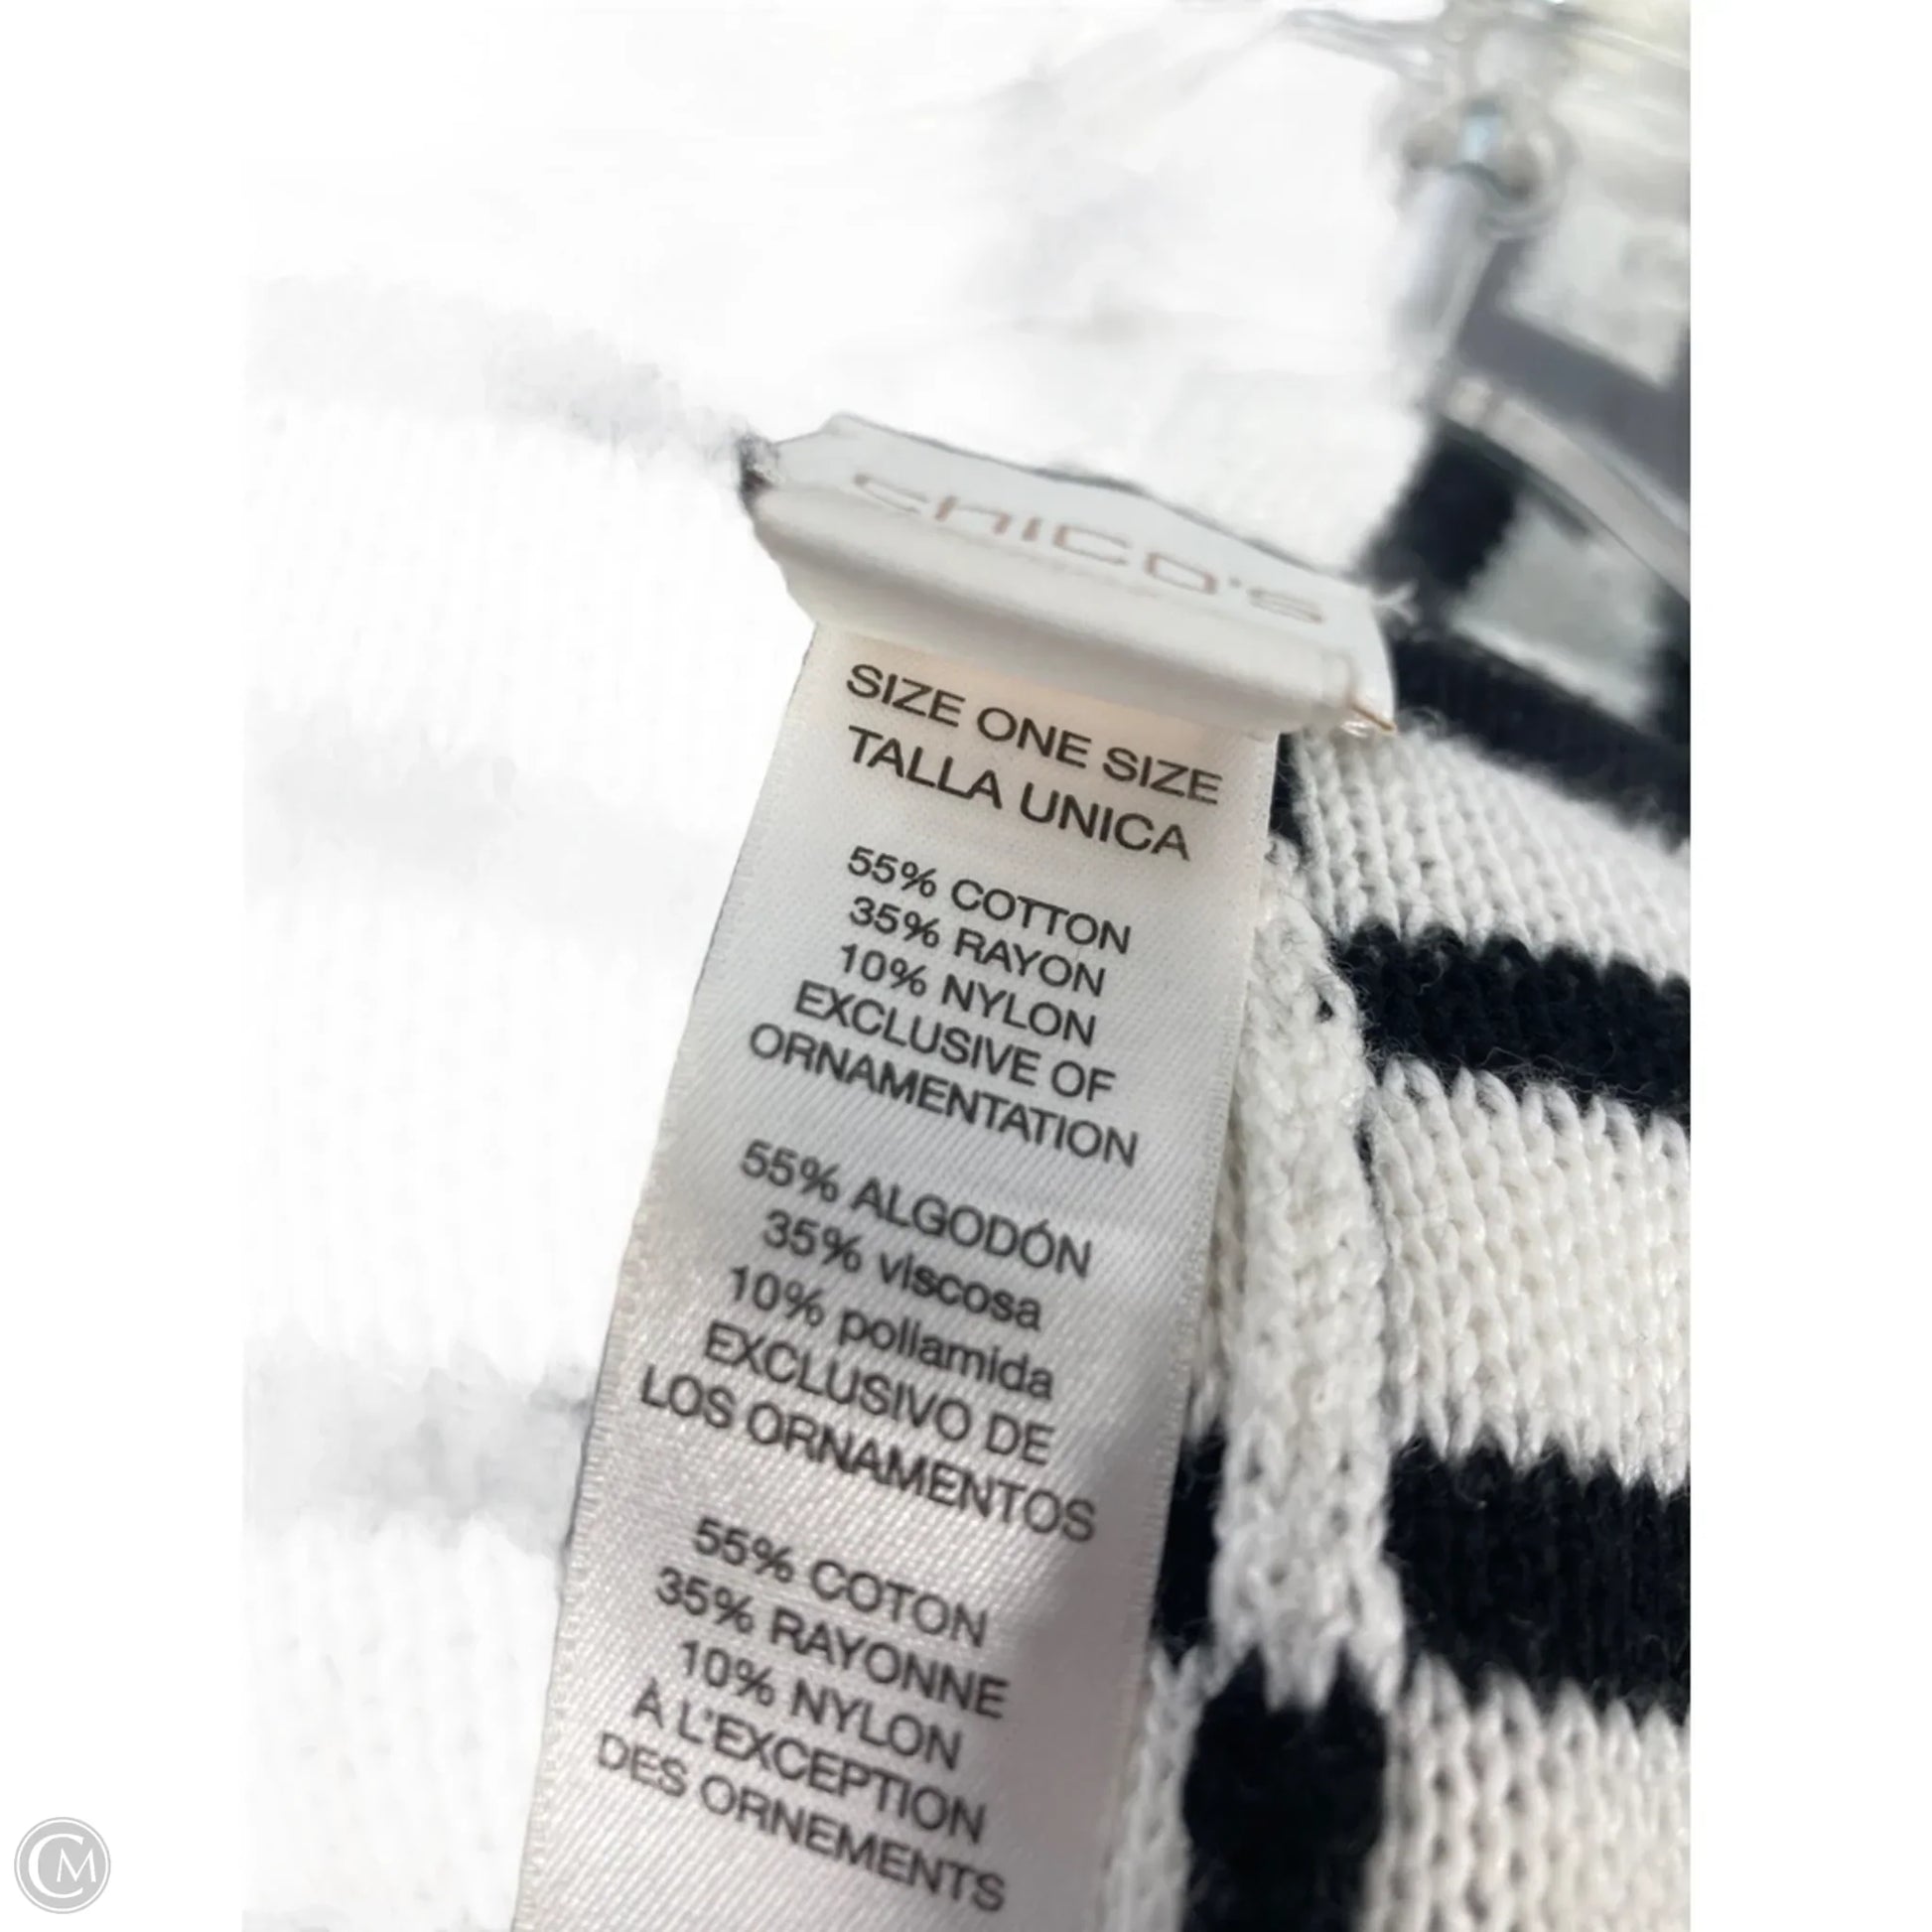 chico's
SIZE ONE SIZE
TALLA UNICA
55% COTTON
35% RAYON
10% NYLON
EXCLUSIVE OF
ORNAMENTATION
55% ALGODÓN
35% viscosa
10% poliamida
EXCLUSIVO DE
LOS ORNAMENTOS
55% COTON
35% RAYONNE
10% NYLON
À L'EXCEPTION
DES ORNEMENTS
CM